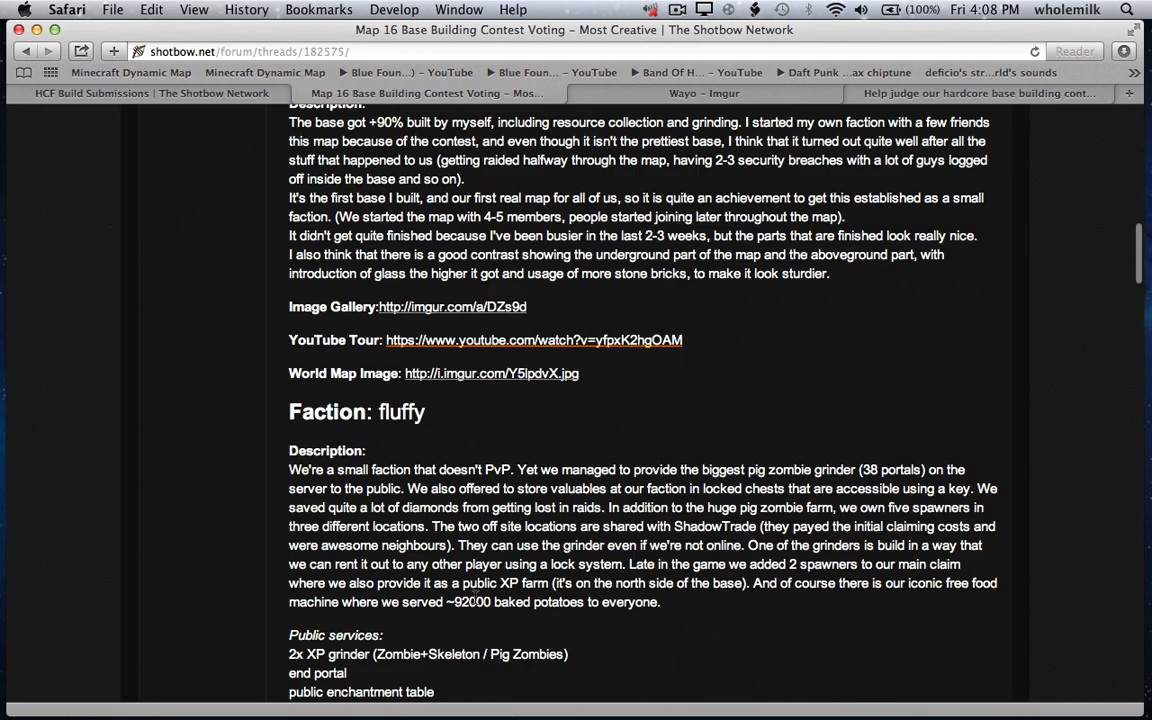 Safari File Edit View History Bookmarks Develop Window Help (100%) Fri 4:08 PM wholemilk
Map 16 Base Building Contest Voting - Most Creative | The Shotbow Network
shotbow.net/forum/threads/182575/ Reader
Minecraft Dynamic Map Minecraft Dynamic Map ▶ Blue Foun...) – YouTube ▶ Blue Foun... – YouTube ▶ Band Of H... – YouTube ▶ Daft Punk ...ax chiptune deficio's str...rld's sounds
HCF Build Submissions | The Shotbow Network Map 16 Base Building Contest Voting - Mos... Wayo – Imgur Help judge our hardcore base building cont...
Description:
The base got +90% built by myself, including resource collection and grinding. I started my own faction with a few friends
this map because of the contest, and even though it isn't the prettiest base, I think that it turned out quite well after all the
stuff that happened to us (getting raided halfway through the map, having 2-3 security breaches with a lot of guys logged
off inside the base and so on).
It's the first base I built, and our first real map for all of us, so it is quite an achievement to get this established as a small
faction. (We started the map with 4-5 members, people started joining later throughout the map).
It didn't get quite finished because I've been busier in the last 2-3 weeks, but the parts that are finished look really nice.
I also think that there is a good contrast showing the underground part of the map and the aboveground part, with
introduction of glass the higher it got and usage of more stone bricks, to make it look sturdier.
Image Gallery:http://imgur.com/a/DZs9d
YouTube Tour: https://www.youtube.com/watch?v=yfpxK2hgOAM
World Map Image: http://i.imgur.com/Y5lpdvX.jpg
Faction: fluffy
Description:
We're a small faction that doesn't PvP. Yet we managed to provide the biggest pig zombie grinder (38 portals) on the
server to the public. We also offered to store valuables at our faction in locked chests that are accessible using a key. We
saved quite a lot of diamonds from getting lost in raids. In addition to the huge pig zombie farm, we own five spawners in
three different locations. The two off site locations are shared with ShadowTrade (they payed the initial claiming costs and
were awesome neighbours). They can use the grinder even if we're not online. One of the grinders is build in a way that
we can rent it out to any other player using a lock system. Late in the game we added 2 spawners to our main claim
where we also provide it as a public XP farm (it's on the north side of the base). And of course there is our iconic free food
machine where we served ~92000 baked potatoes to everyone.
Public services:
2x XP grinder (Zombie+Skeleton / Pig Zombies)
end portal
public enchantment table